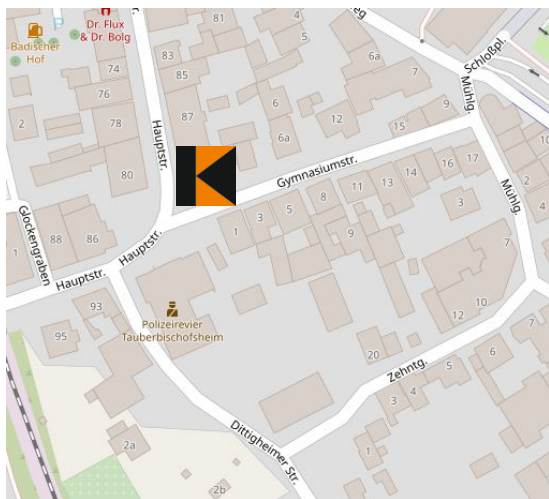 81
eg
P
Dr. Flux
& Dr. Bolg
Badischer
Hof
83
6a
Schloßpl.
74
85
Mühlg.
76
6
9
2
78
87
12
15
Hauptstr.
6a
10
80
Gymnasiumstr.
16
17
14
13
11
2
8
Mühlg.
5
3
3
4
Glockengraben
1
9
88
86
Hauptstr.
7
1
Hauptstr.
93
10
Polizeirevier
Tauberbischofsheim
12
95
7
20
6
Zehntg.
5
4
3
Dittigheimer Str.
2a
1
2b